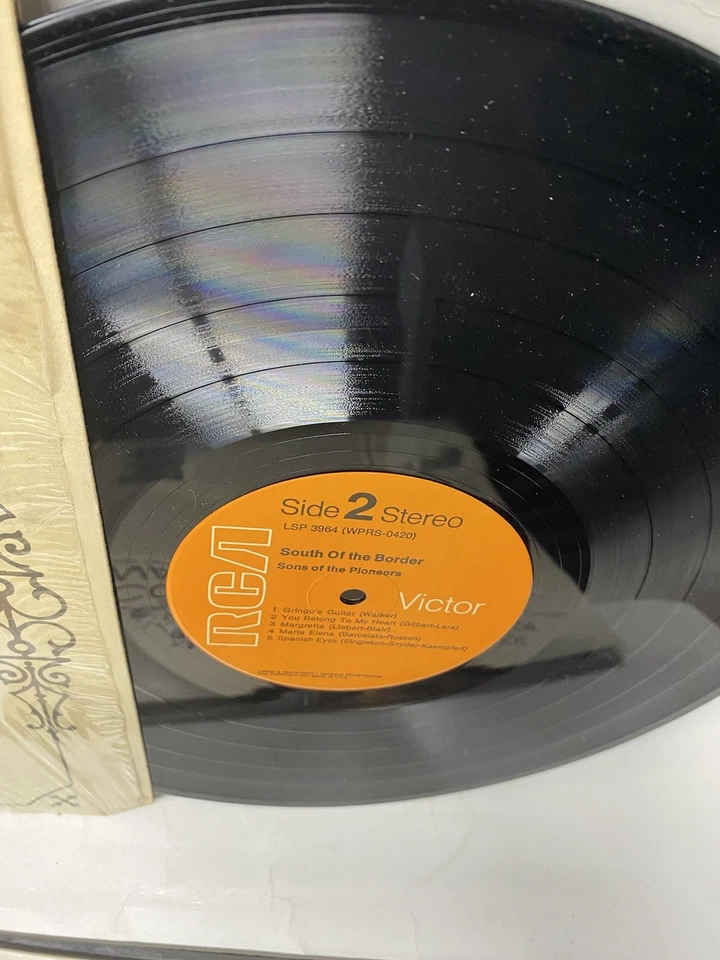 Side 2 Stereo
LSP 3964 (WPRS-0420)
South Of the Border
Sons of the Pioneers
RCA
Victor
1 Gringo's Guitar (Walker)
2 You Belong To My Heart (Gilbert-Lara)
3 Margretta (Liebert-Blair)
4 Maria Elena (Barcelata-Russell)
5 Spanish Eyes (Singleton-Snyder-Kaempfert)